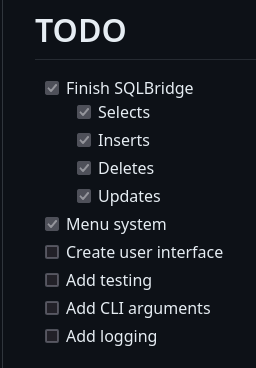 TODO
Finish SQLBridge
Selects
Inserts
Deletes
Updates
Menu system
Create user interface
Add testing
Add CLI arguments
Add logging